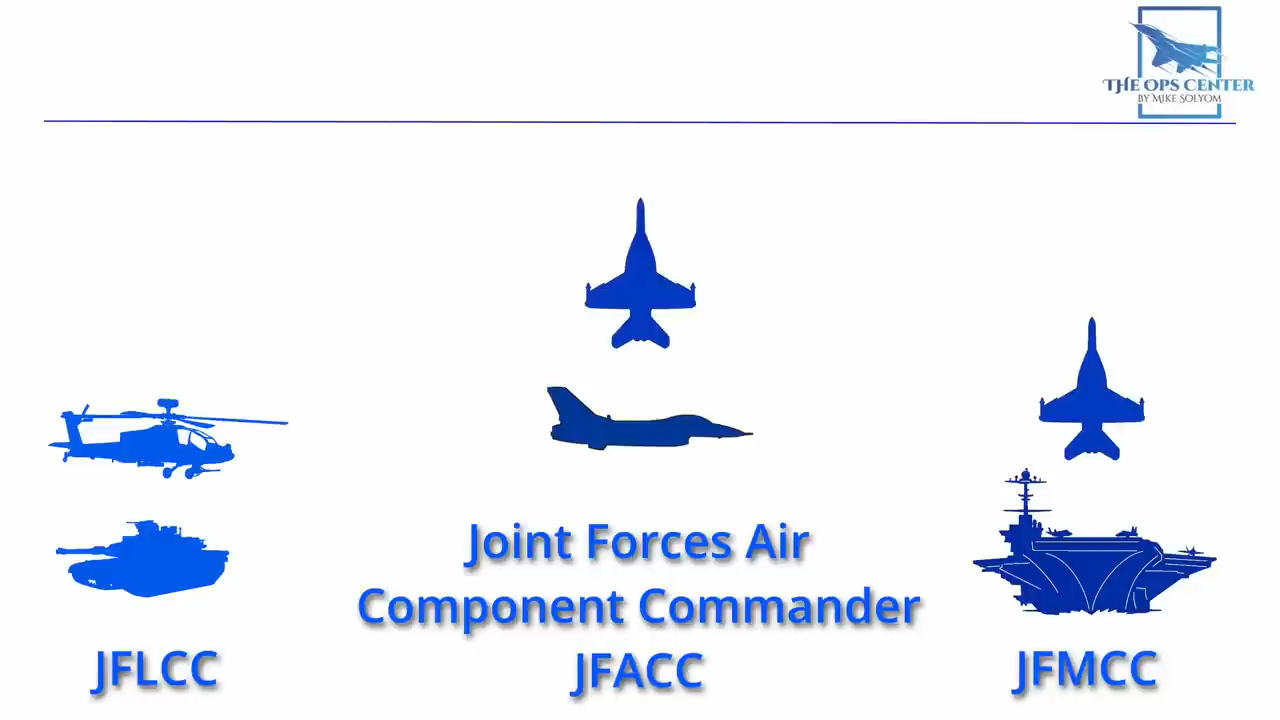 THE OPS CENTER
BY MIKE SOLYOM
Joint Forces Air
Component Commander
JFLCC
JFACC
JFMCC